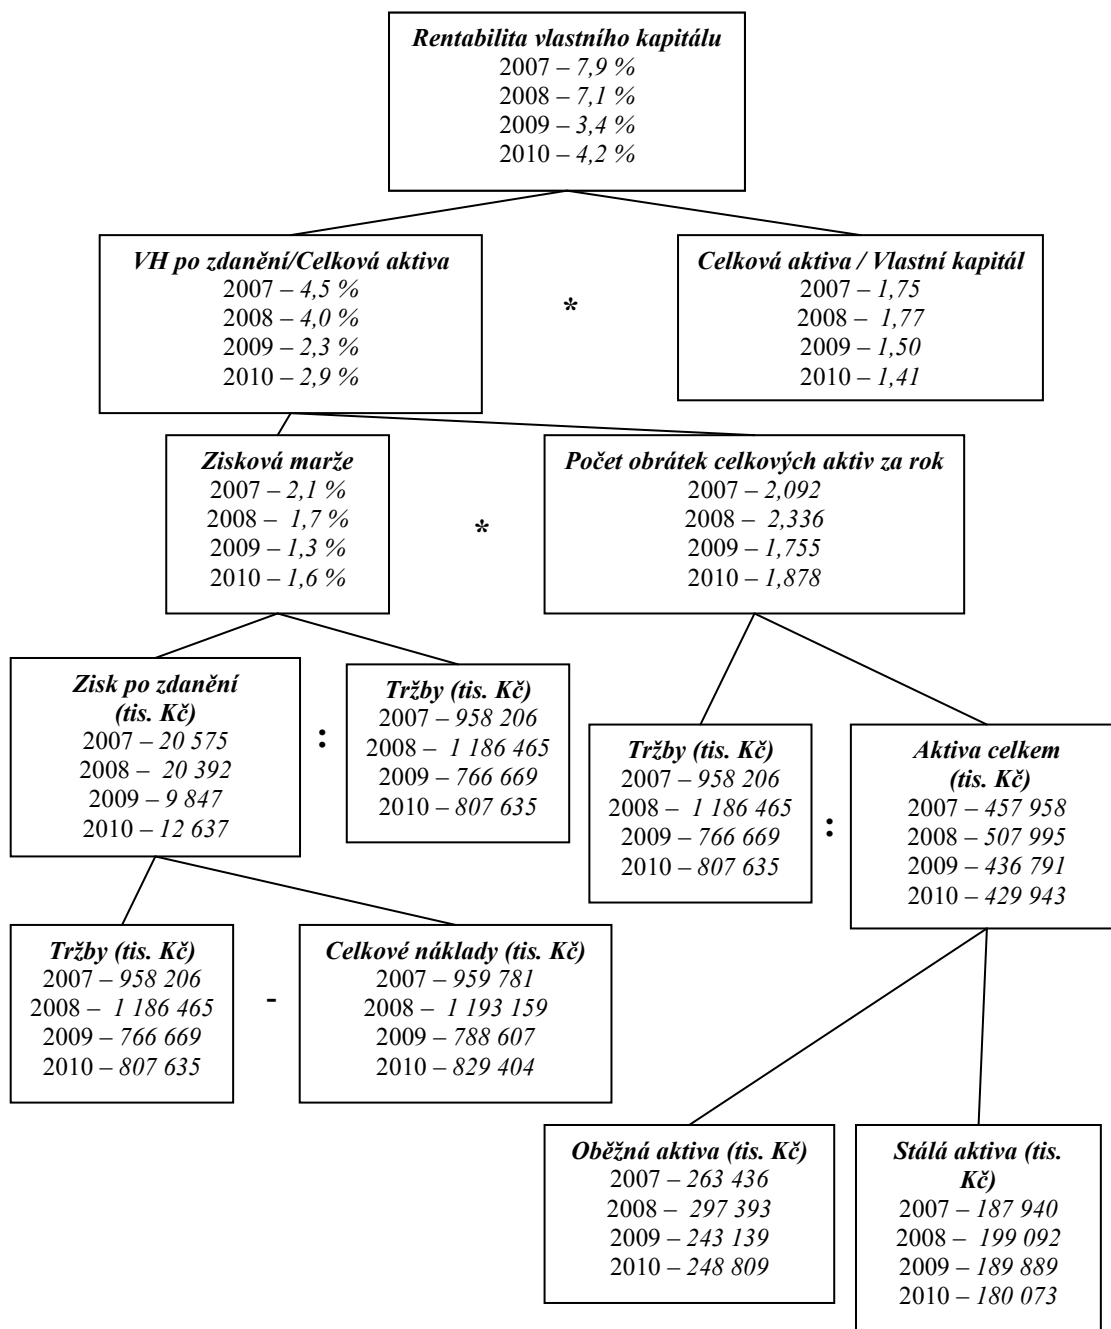 Rentabilita vlastního kapitálu
2007 – 7,9 %
2008 – 7,1 %
2009 – 3,4 %
2010 – 4,2 %
VH po zdanění/Celková aktiva
2007 – 4,5 %
2008 – 4,0 %
2009 – 2,3 %
2010 – 2,9 %
*
Celková aktiva / Vlastní kapitál
2007 – 1,75
2008 – 1,77
2009 – 1,50
2010 – 1,41
Zisková marže
2007 – 2,1 %
2008 – 1,7 %
2009 – 1,3 %
2010 – 1,6 %
*
Počet obrátek celkových aktiv za rok
2007 – 2,092
2008 – 2,336
2009 – 1,755
2010 – 1,878
Zisk po zdanění
(tis. Kč)
2007 – 20 575
2008 – 20 392
2009 – 9 847
2010 – 12 637
:
Tržby (tis. Kč)
2007 – 958 206
2008 – 1 186 465
2009 – 766 669
2010 – 807 635
Tržby (tis. Kč)
2007 – 958 206
2008 – 1 186 465
2009 – 766 669
2010 – 807 635
:
Aktiva celkem
(tis. Kč)
2007 – 457 958
2008 – 507 995
2009 – 436 791
2010 – 429 943
Tržby (tis. Kč)
2007 – 958 206
2008 – 1 186 465
2009 – 766 669
2010 – 807 635
-
Celkové náklady (tis. Kč)
2007 – 959 781
2008 – 1 193 159
2009 – 788 607
2010 – 829 404
Oběžná aktiva (tis. Kč)
2007 – 263 436
2008 – 297 393
2009 – 243 139
2010 – 248 809
Stálá aktiva (tis.
Kč)
2007 – 187 940
2008 – 199 092
2009 – 189 889
2010 – 180 073